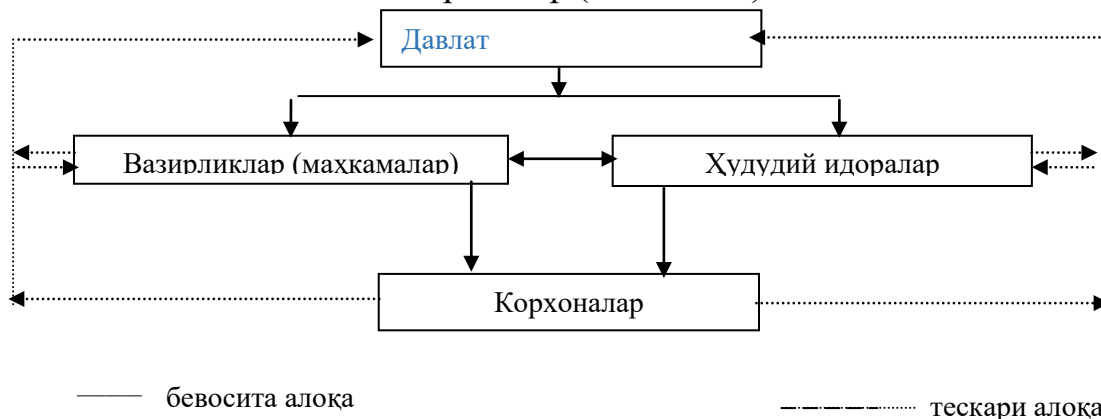 Давлат
Вазирликлар (маҳкамалар)
Ҳудудий идоралар
Корхоналар
бевосита алоқа
тескари алоқа